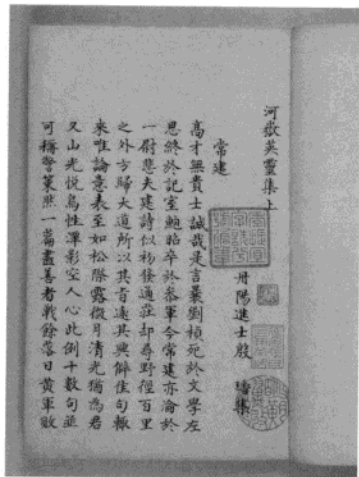 河嶽英靈集上
丹陽進士殷 璠集
常建
高才無貴士誠哉是言曩劉楨死於文學左
思終於記室鮑昭卒於參軍今常建亦淪於
一尉悲夫建詩似初發通莊却尋野徑百里
之外方歸大道所以其旨遠其興僻佳句輒
來唯論意表至如松際露微月清光猶為君
又山光悅鳥性潭影空人心此例十數句並
可稱警策然一篇盡善者戰餘落日黃軍敗